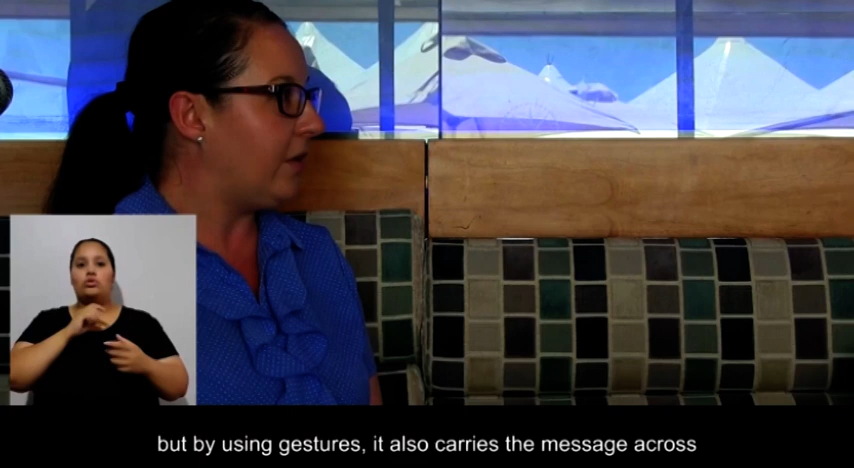 but by using gestures, it also carries the message across